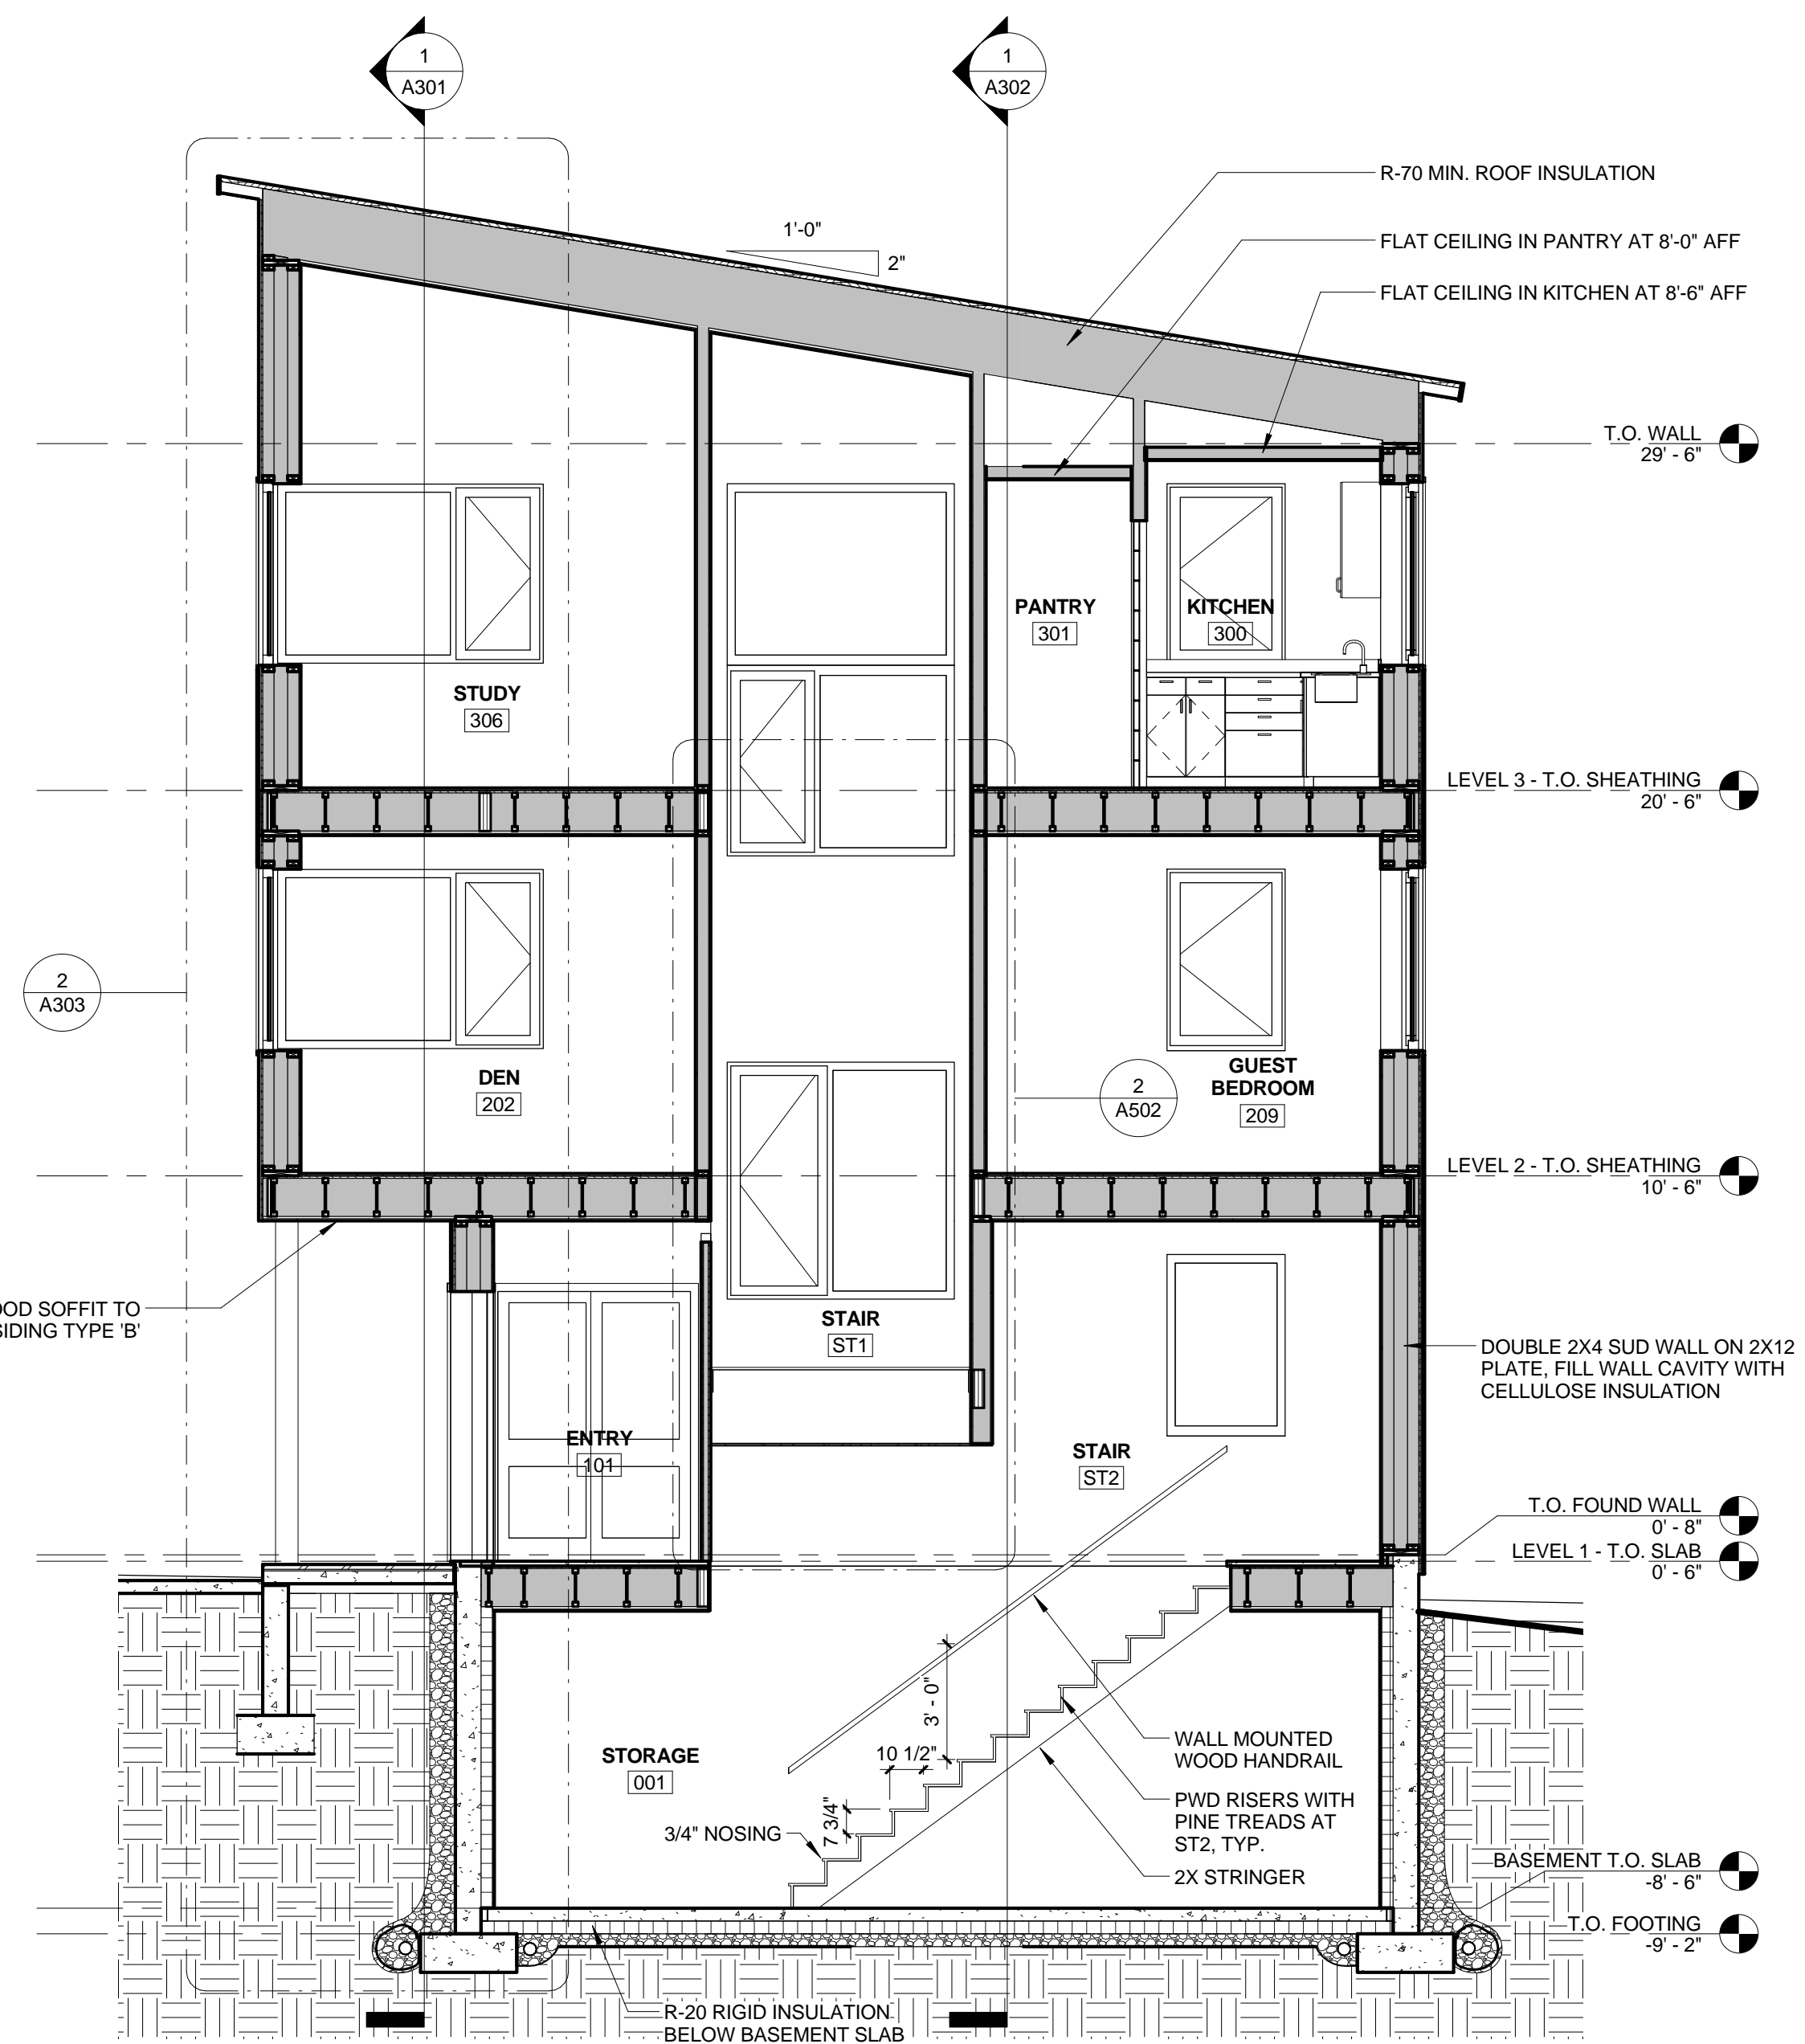 1
A301
1
A302
R-70 MIN. ROOF INSULATION
1'-0"
2"
FLAT CEILING IN PANTRY AT 8'-0" AFF
FLAT CEILING IN KITCHEN AT 8'-6" AFF
T.O. WALL
29' - 6"
PANTRY
301
KITCHEN
300
STUDY
306
LEVEL 3 - T.O. SHEATHING
20' - 6"
2
A303
DEN
202
GUEST
BEDROOM
209
2
A502
LEVEL 2 - T.O. SHEATHING
10' - 6"
SOFFIT TO
SIDING TYPE 'B'
STAIR
ST1
DOUBLE 2X4 SUD WALL ON 2X12
PLATE, FILL WALL CAVITY WITH
CELLULOSE INSULATION
ENTRY
101
STAIR
ST2
T.O. FOUND WALL
0' - 8"
LEVEL 1 - T.O. SLAB
0' - 6"
3' - 0"
10 1/2"
7 3/4"
STORAGE
001
3/4" NOSING
WALL MOUNTED
WOOD HANDRAIL
PWD RISERS WITH
PINE TREADS AT
ST2, TYP.
2X STRINGER
BASEMENT T.O. SLAB
-8' - 6"
T.O. FOOTING
-9' - 2"
R-20 RIGID INSULATION
BELOW BASEMENT SLAB